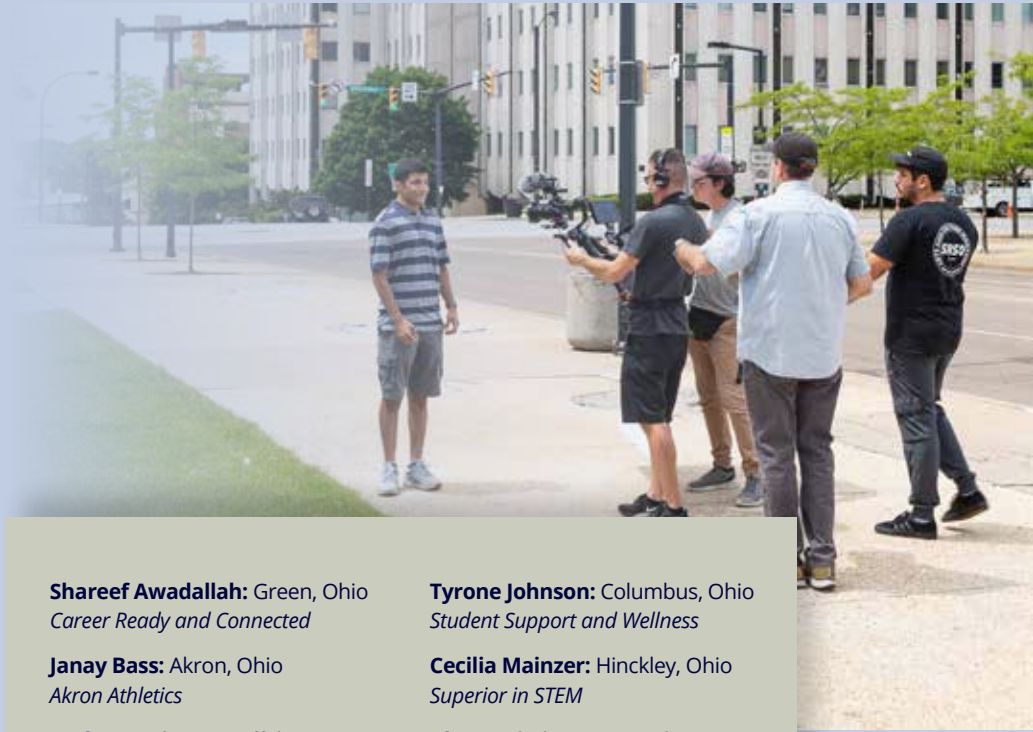 SRSD
Shareef Awadallah: Green, Ohio
Career Ready and Connected
Janay Bass: Akron, Ohio
Akron Athletics
Tyrone Johnson: Columbus, Ohio
Student Support and Wellness
Cecilia Mainzer: Hinckley, Ohio
Superior in STEM